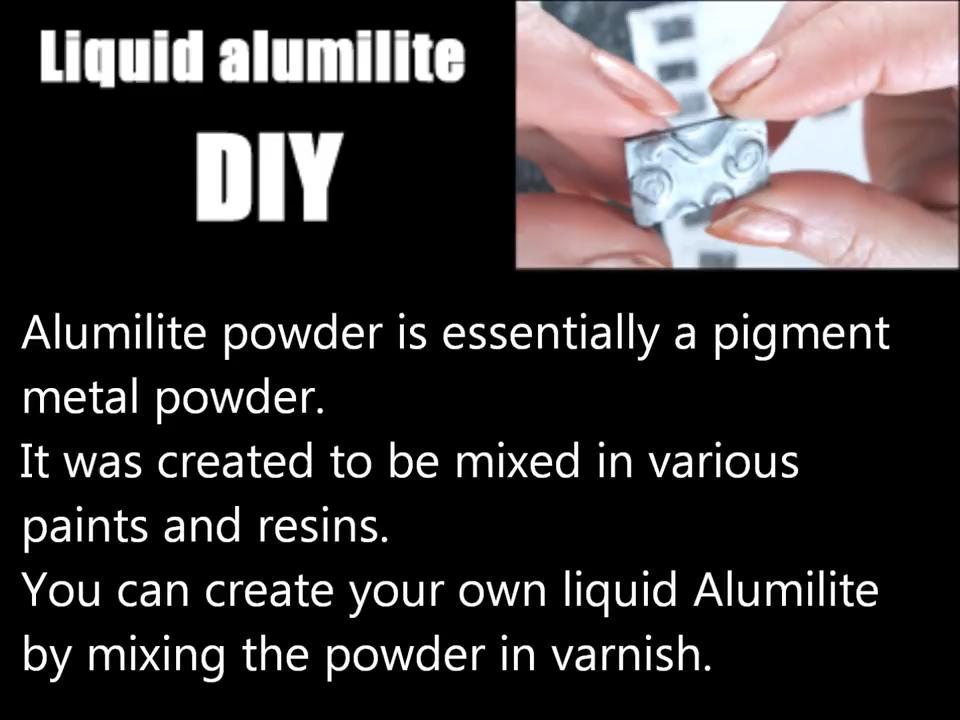 Liquid alumilite
DIY
Alumilite powder is essentially a pigment
metal powder.
It was created to be mixed in various
paints and resins.
You can create your own liquid Alumilite
by mixing the powder in varnish.